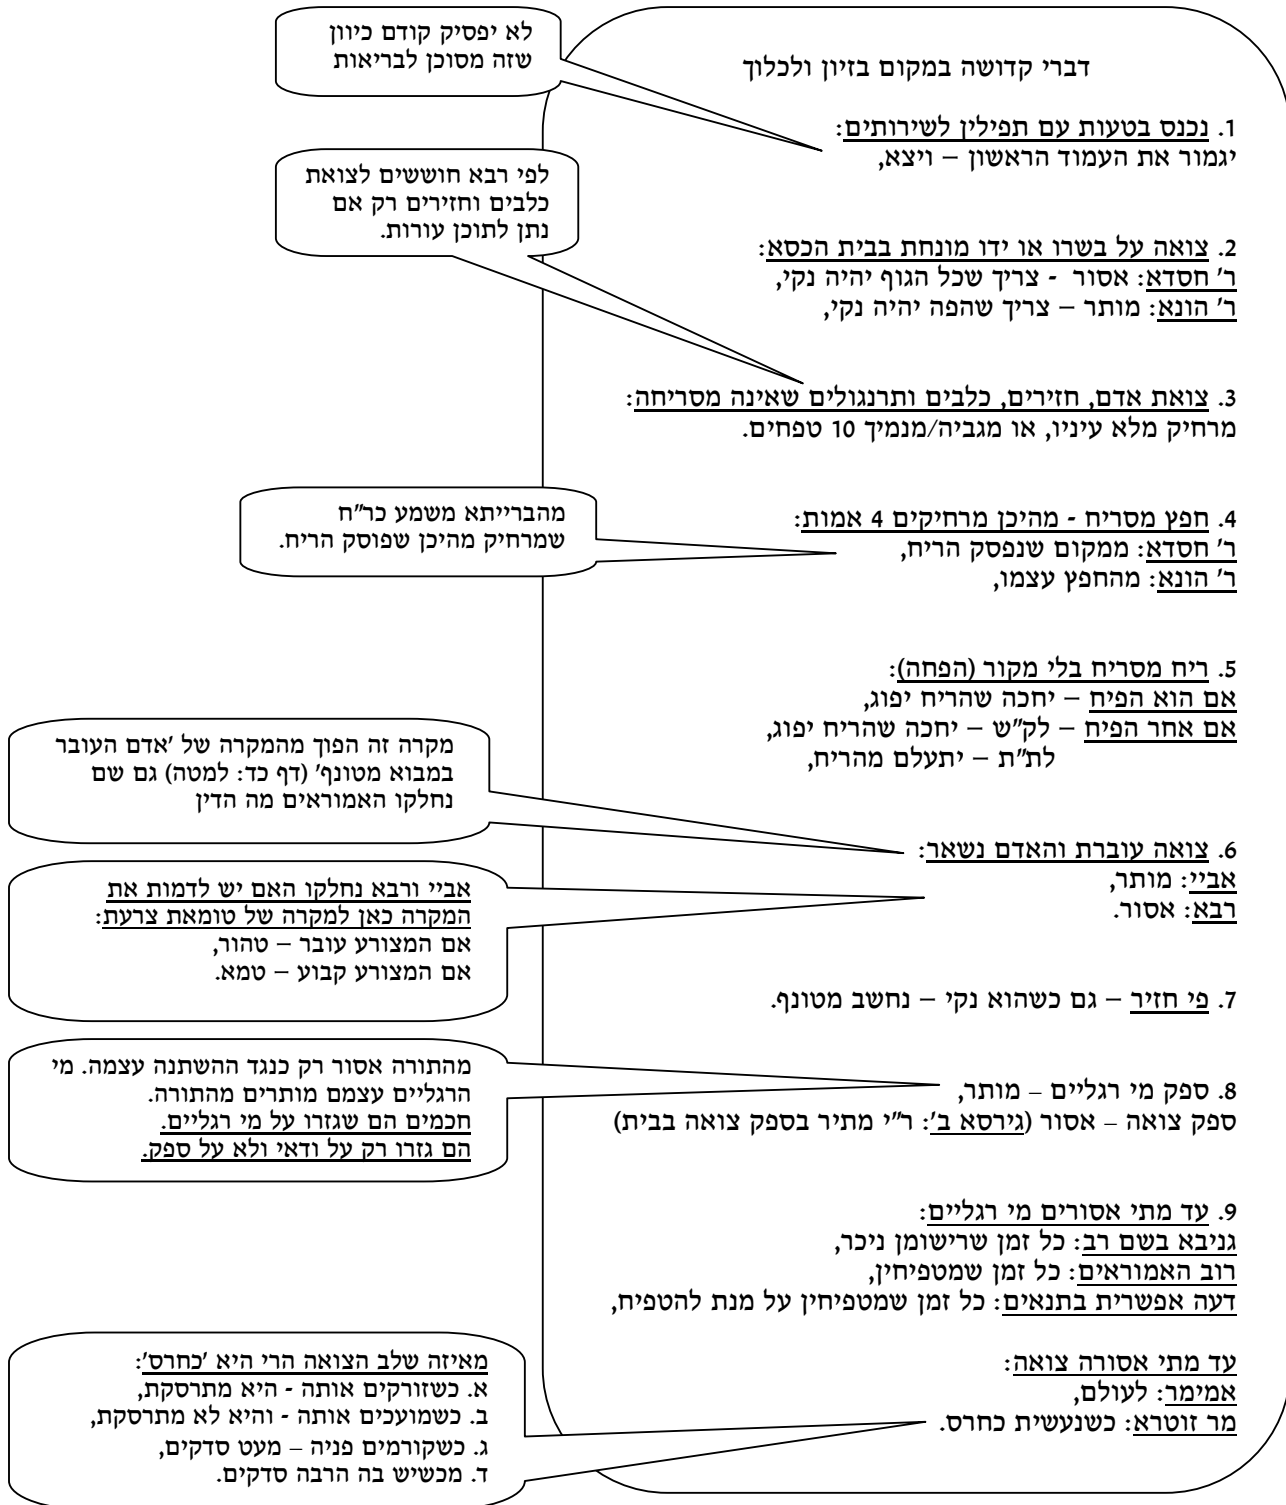 לא יפסיק קודם כיוון
שזה מסוכן לבריאות
דברי קדושה במקום בזיון ולכלוך
1. נכנס בטעות עם תפילין לשירותים:
יגמור את העמוד הראשון – ויצא,
לפי רבא חוששים לצואת
כלבים וחזירים רק אם
נתן לתוכן עורות.
2. צואה על בשרו או ידו מונחת בבית הכסא:
ר' חסדא: אסור - צריך שכל הגוף יהיה נקי,
ר' הונא: מותר – צריך שהפה יהיה נקי,
3. צואת אדם, חזירים, כלבים ותרנגולים שאינה מסריחה:
מרחיק מלא עיניו, או מגביה/מנמיך 10 טפחים.
מהברייתא משמע כר"ח
שמרחיק מהיכן שפוסק הריח.
4. חפץ מסריח - מהיכן מרחיקים 4 אמות:
ר' חסדא: ממקום שנפסק הריח,
ר' הונא: מהחפץ עצמו,
5. ריח מסריח בלי מקור (הפחה):
אם הוא הפיח – יחכה שהריח יפוג,
אם אחר הפיח – לק"ש – יחכה שהריח יפוג,
לת"ת – יתעלם מהריח,
מקרה זה הפוך מהמקרה של 'אדם העובר
במבוא מטונף' (דף כד: למטה) גם שם
נחלקו האמוראים מה הדין
6. צואה עוברת והאדם נשאר:
אביי: מותר,
רבא: אסור.
אביי ורבא נחלקו האם יש לדמות את
המקרה כאן למקרה של טומאת צרעת:
אם המצורע עובר – טהור,
אם המצורע קבוע – טמא.
7. פי חזיר – גם כשהוא נקי – נחשב מטונף.
מהתורה אסור רק כנגד ההשתנה עצמה. מי
הרגליים עצמם מותרים מהתורה.
חכמים הם שגזרו על מי רגליים.
הם גזרו רק על ודאי ולא על ספק.
8. ספק מי רגליים – מותר,
ספק צואה – אסור (גירסא ב': ר"י מתיר בספק צואה בבית)
9. עד מתי אסורים מי רגליים:
גניבא בשם רב: כל זמן שרישומן ניכר,
רוב האמוראים: כל זמן שמטפיחין,
דעה אפשרית בתנאים: כל זמן שמטפיחין על מנת להטפיח,
עד מתי אסורה צואה:
אמימר: לעולם,
מר זוטרא: כשנעשית כחרס.
מאיזה שלב הצואה הרי היא 'כחרס':
א. כשזורקים אותה - היא מתרסקת,
ב. כשמועכים אותה - והיא לא מתרסקת,
ג. כשקורמים פניה – מעט סדקים,
ד. מכשיש בה הרבה סדקים.